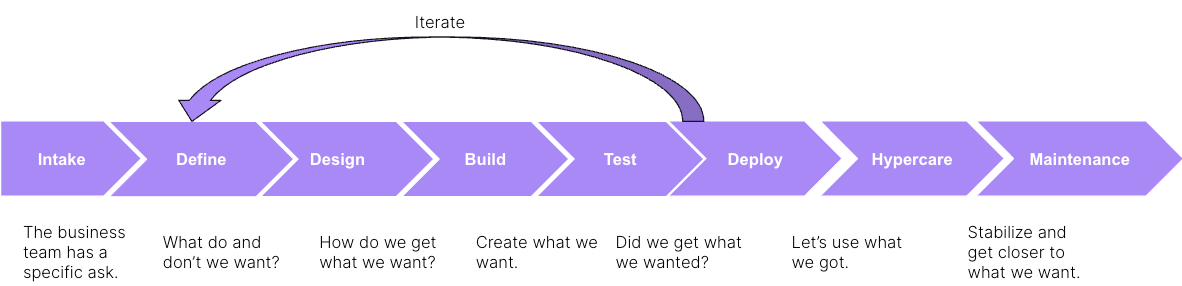 Iterate
Intake
Define
Design
Build
Test
Deploy
Hypercare
Maintenance
The business
team has a
specific ask.
What do and
don’t we want?
How do we get
what we want?
Create what we
want.
Did we get what
we wanted?
Let’s use what
we got.
Stabilize and
get closer to
what we want.